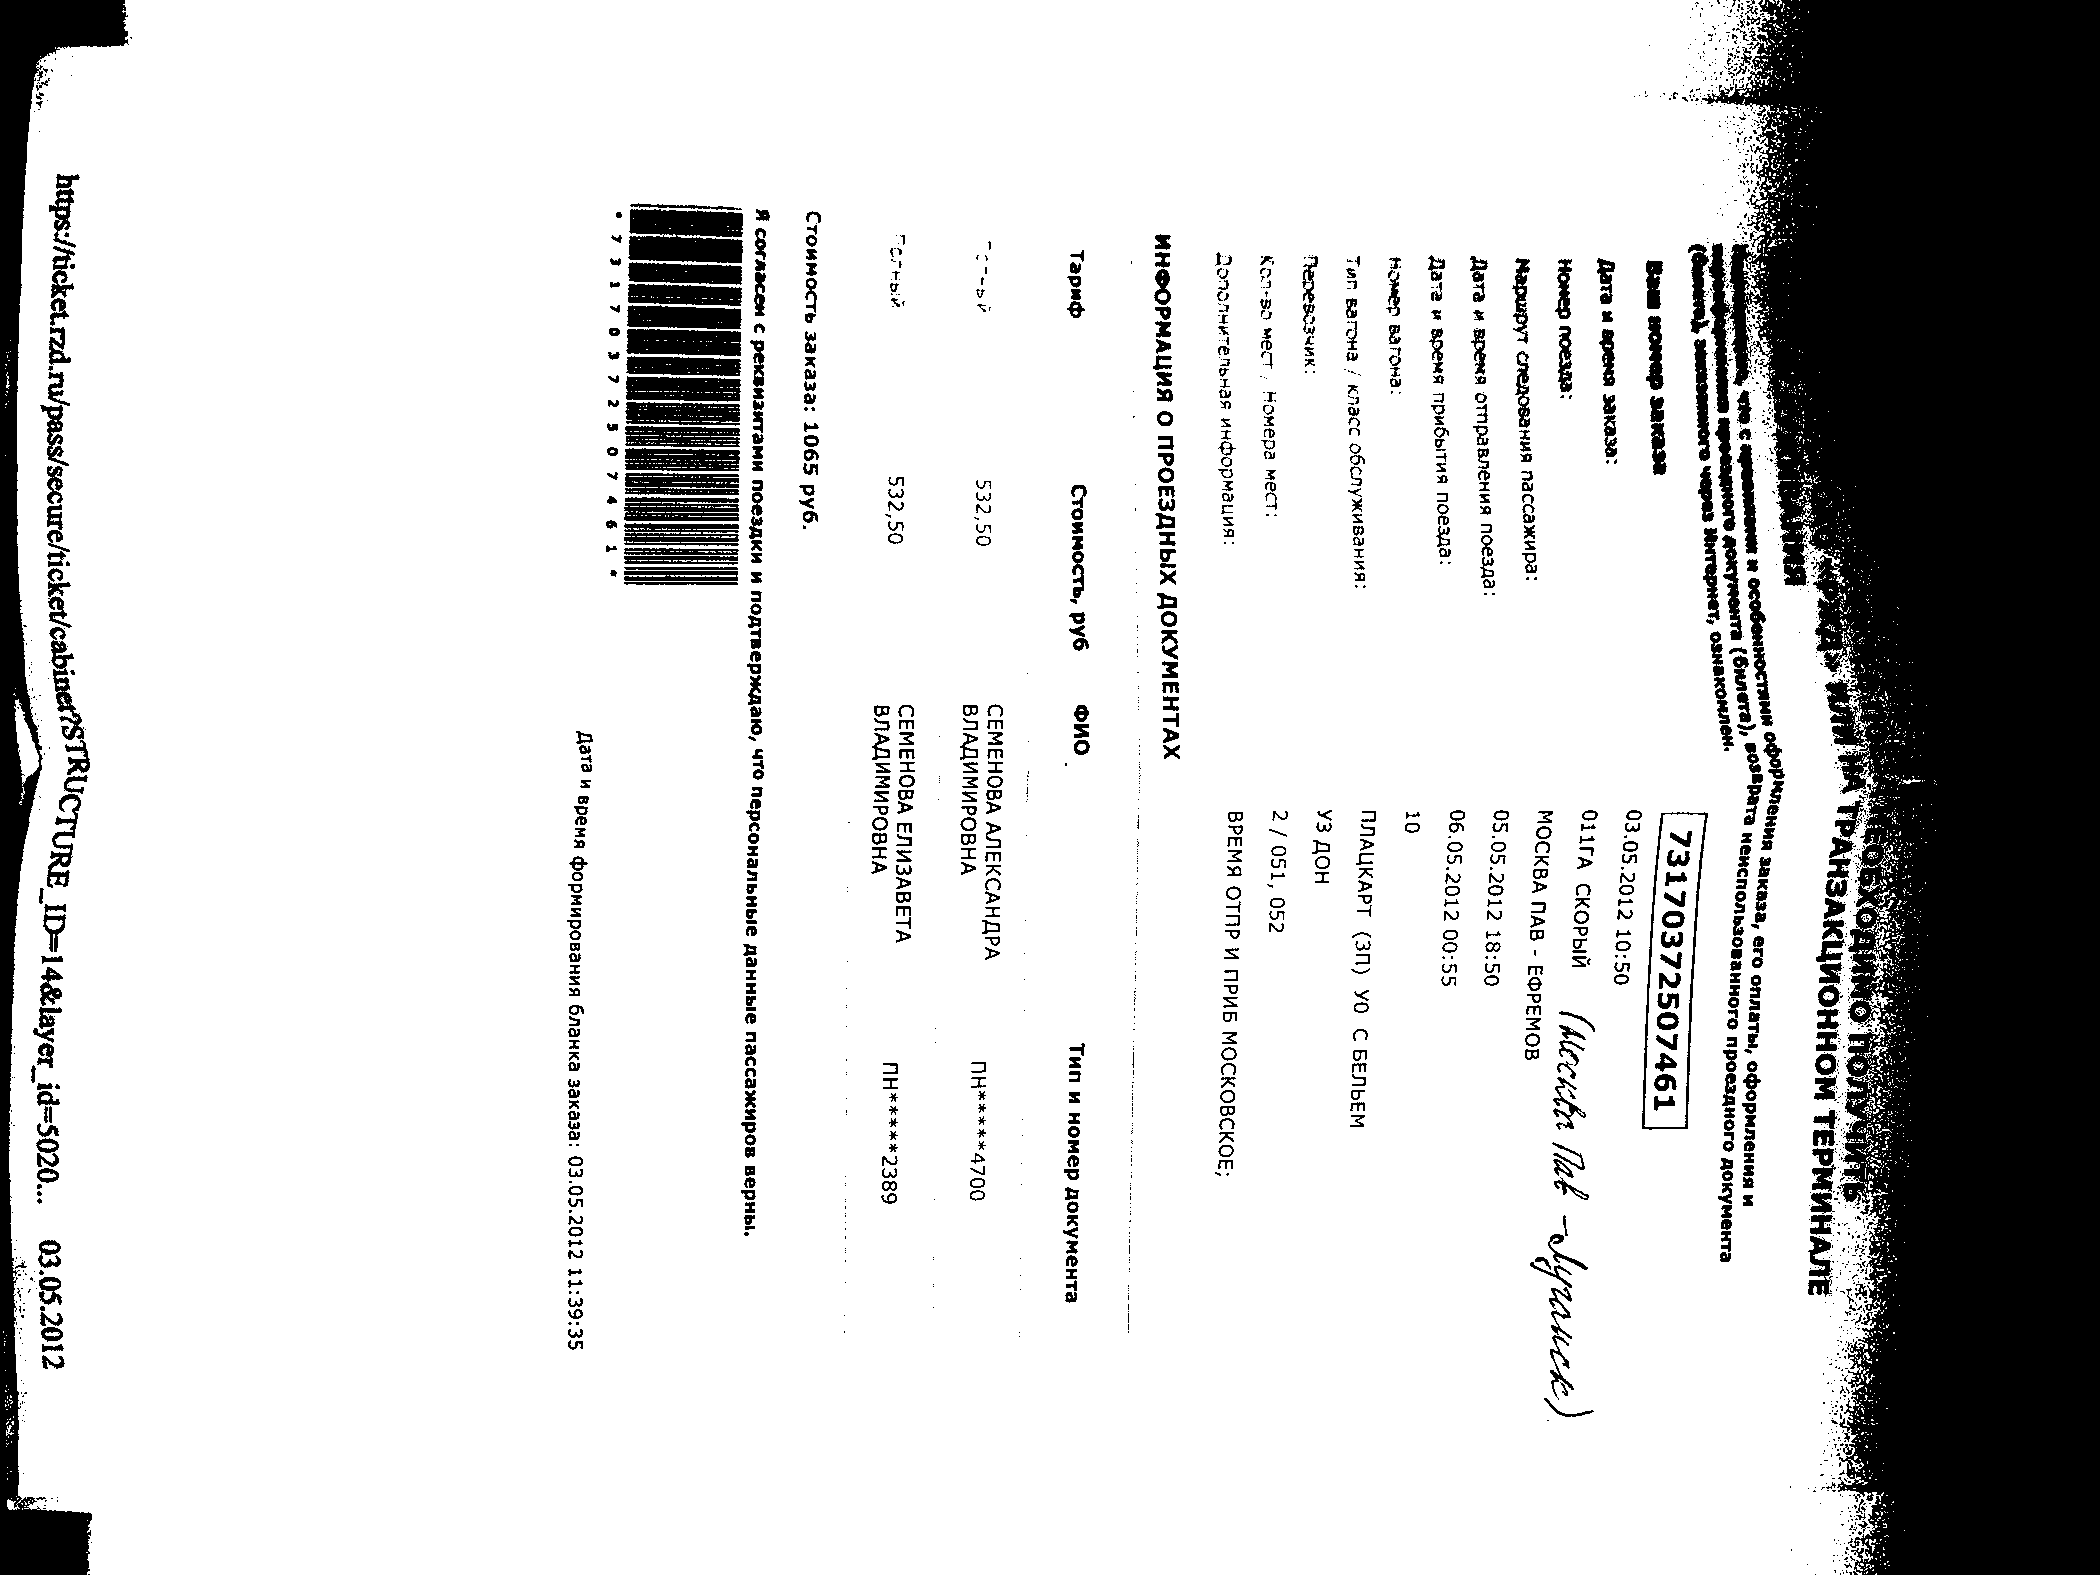 НЕОБХОДИМО ПОЛУЧИТЬ
«РЖД» ИЛИ НА ТРАНЗАКЦИОННОМ ТЕРМИНАЛЕ
что с правилами и особенностями оформления заказа, его оплаты, оформления и
проездного документа (билета), возврата неиспользованного проездного документа
(билета), заказанного через Интернет, ознакомлен.
Ваш номер заказа 73170372507461
Дата и время заказа: 03.05.2012 10:50
Номер поезда: 011ГА СКОРЫЙ (Москва Пав - Луганск)
Маршрут следования пассажира: МОСКВА ПАВ - ЕФРЕМОВ
Дата и время отправления поезда: 05.05.2012 18:50
Дата и время прибытия поезда: 06.05.2012 00:55
Номер вагона: 10
Тип вагона / класс обслуживания: ПЛАЦКАРТ (3П) У0 С БЕЛЬЕМ
Перевозчик: УЗ ДОН
Кол-во мест / Номера мест: 2 / 051, 052
Дополнительная информация: ВРЕМЯ ОТПР И ПРИБ МОСКОВСКОЕ;
ИНФОРМАЦИЯ О ПРОЕЗДНЫХ ДОКУМЕНТАХ
Тариф Стоимость, руб ФИО Тип и номер документа
532,50 СЕМЕНОВА АЛЕКСАНДРА ПН******4700
ВЛАДИМИРОВНА
Полный 532,50 СЕМЕНОВА ЕЛИЗАВЕТА ПН******2389
ВЛАДИМИРОВНА
Стоимость заказа: 1065 руб.
Я согласен с реквизитами поездки и подтверждаю, что персональные данные пассажиров верны.
* 7 3 1 7 0 3 7 2 5 0 7 4 6 1 *
Дата и время формирования бланка заказа: 03.05.2012 11:39:35
https://ticket.rzd.ru/pass/secure/ticket/cabinet?STRUCTURE_ID=14&layer_id=5020... 03.05.2012